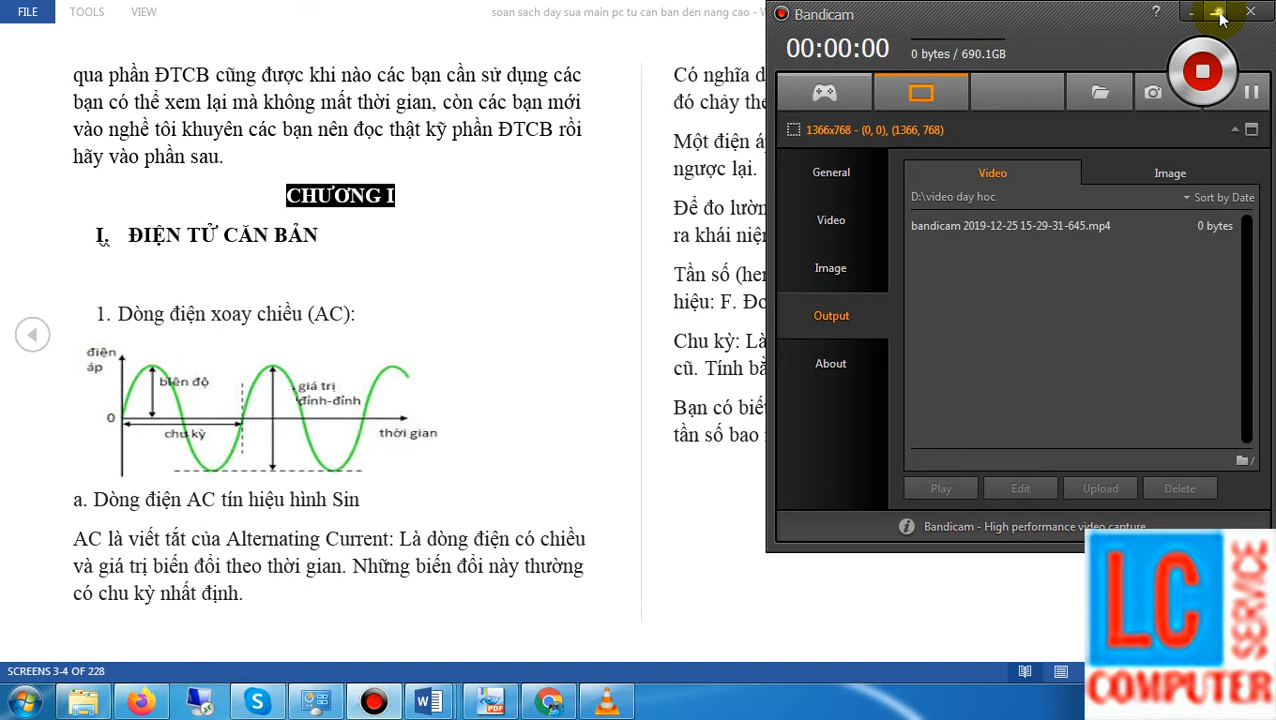 FILE TOOLS VIEW soan sach day sua main pc tu can ban den nang cao - W
qua phần ĐTCB cũng được khi nào các bạn cần sử dụng các
bạn có thể xem lại mà không mất thời gian, còn các bạn mới
vào nghề tôi khuyên các bạn nên đọc thật kỹ phần ĐTCB rồi
hãy vào phần sau.
CHƯƠNG I
I. ĐIỆN TỬ CĂN BẢN
1. Dòng điện xoay chiều (AC):
điện
áp
biên độ
giá trị
đỉnh-đỉnh
0
chu kỳ
thời gian
a. Dòng điện AC tín hiệu hình Sin
AC là viết tắt của Alternating Current: Là dòng điện có chiều
và giá trị biến đổi theo thời gian. Những biến đổi này thường
có chu kỳ nhất định.
Có nghĩa d
đó chảy the
Một điện áp
ngược lại.
Để đo lườn
ra khái niện
Tần số (her
hiệu: F. Đo
Chu kỳ: Là
cũ. Tính bằ
Bạn có biết
tần số bao
Bandicam
?
00:00:00
0 bytes / 690.1GB
1366x768 - (0, 0), (1366, 768)
General
Video
Image
Output
About
Video Image
D:\video day hoc Sort by Date
bandicam 2019-12-25 15-29-31-645.mp4 0 bytes
Play Edit Upload Delete
Bandicam - High performance video capture
SCREENS 3-4 OF 228
LC
SERVICE
COMPUTER
S
W
PDF